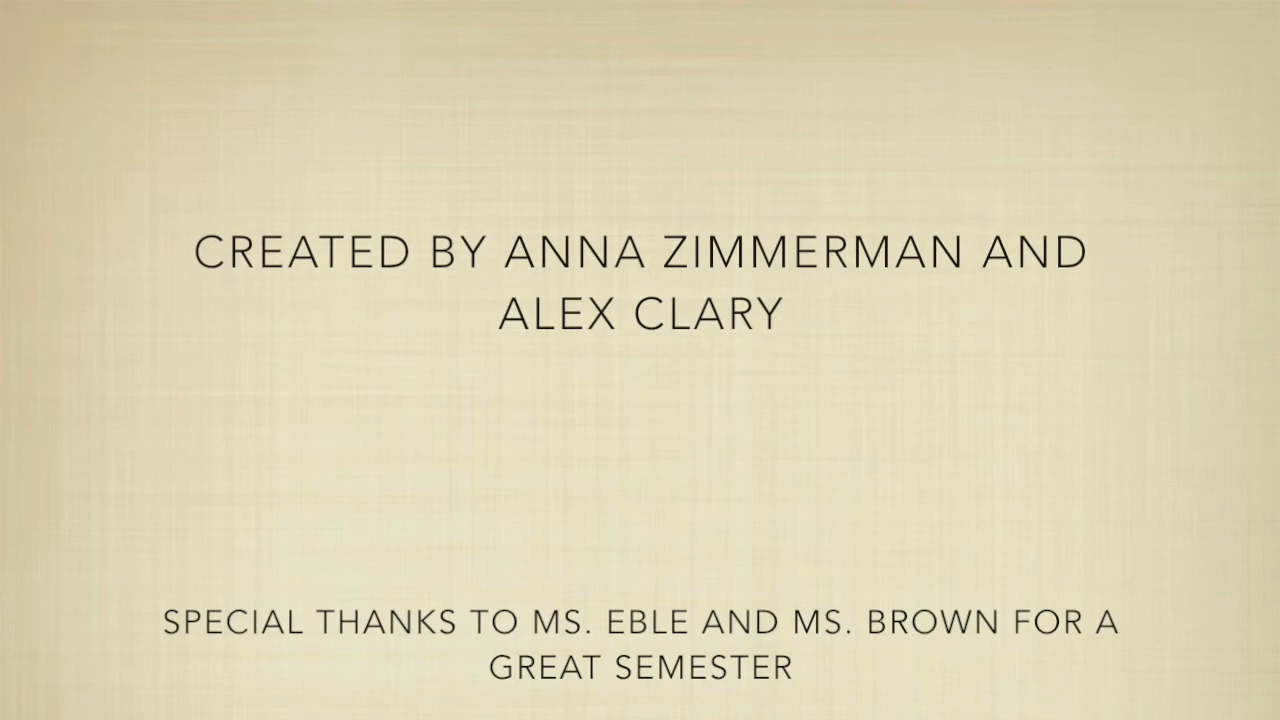 CREATED BY ANNA ZIMMERMAN AND
ALEX CLARY
SPECIAL THANKS TO MS. EBLE AND MS. BROWN FOR A
GREAT SEMESTER